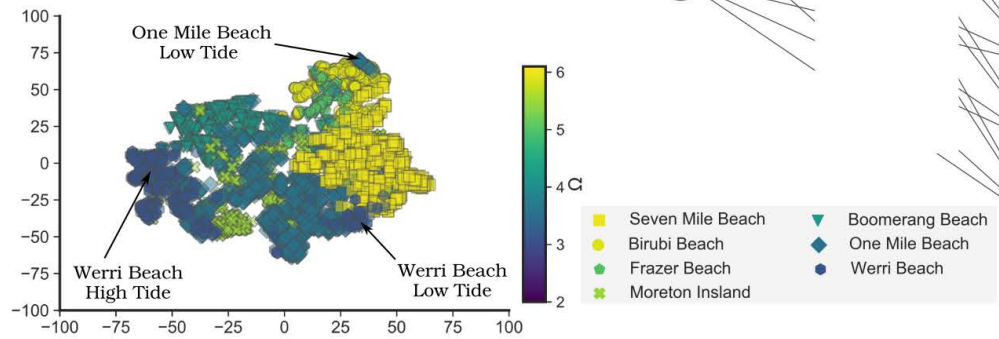 100
75
50
25
0
−25
−50
−75
−100
−100
−75
−50
−25
0
25
50
75
100
One Mile Beach
Low Tide
Werri Beach
High Tide
Werri Beach
Low Tide
6
5
4
3
2
Ω
Seven Mile Beach
Birubi Beach
Frazer Beach
Moreton Insland
Boomerang Beach
One Mile Beach
Werri Beach